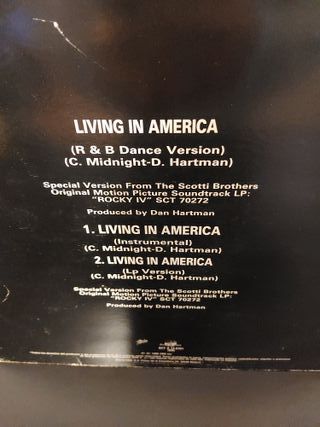 LIVING IN AMERICA
(R & B Dance Version)
(C. Midnight-D. Hartman)
Special Version From The Scotti Brothers
Original Motion Picture Soundtrack LP:
"ROCKY IV" SCT 70272
Produced by Dan Hartman
1. LIVING IN AMERICA
(Instrumental)
(C. Midnight-D. Hartman)
2. LIVING IN AMERICA
(Lp Version)
(C. Midnight-D. Hartman)
Special Version From The Scotti Brothers
Original Motion Picture Soundtrack LP:
"ROCKY IV" SCT 70272
Produced by Dan Hartman